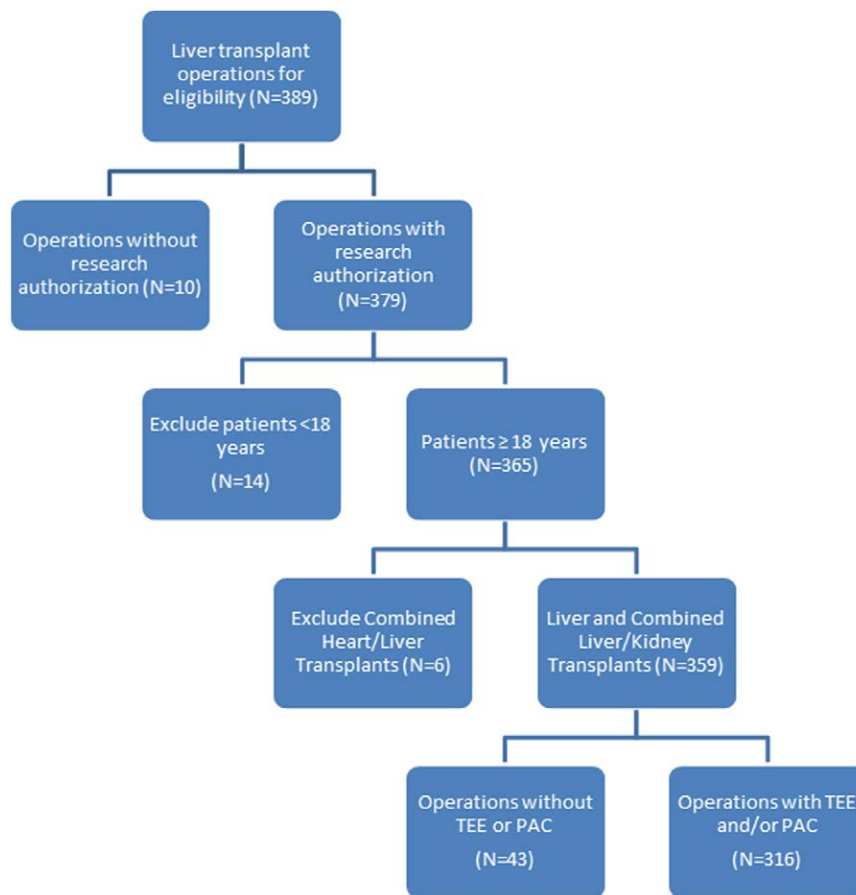 Liver transplant
operations for
eligibility (N=389)
Operations without
research
authorization (N=10)
Operations with
research
authorization
(N=379)
Exclude patients <18
years
(N=14)
Patients ≥ 18 years
(N=365)
Exclude Combined
Heart/Liver
Transplants (N=6)
Liver and Combined
Liver/Kidney
Transplants (N=359)
Operations without
TEE or PAC
(N=43)
Operations with TEE
and/or PAC
(N=316)